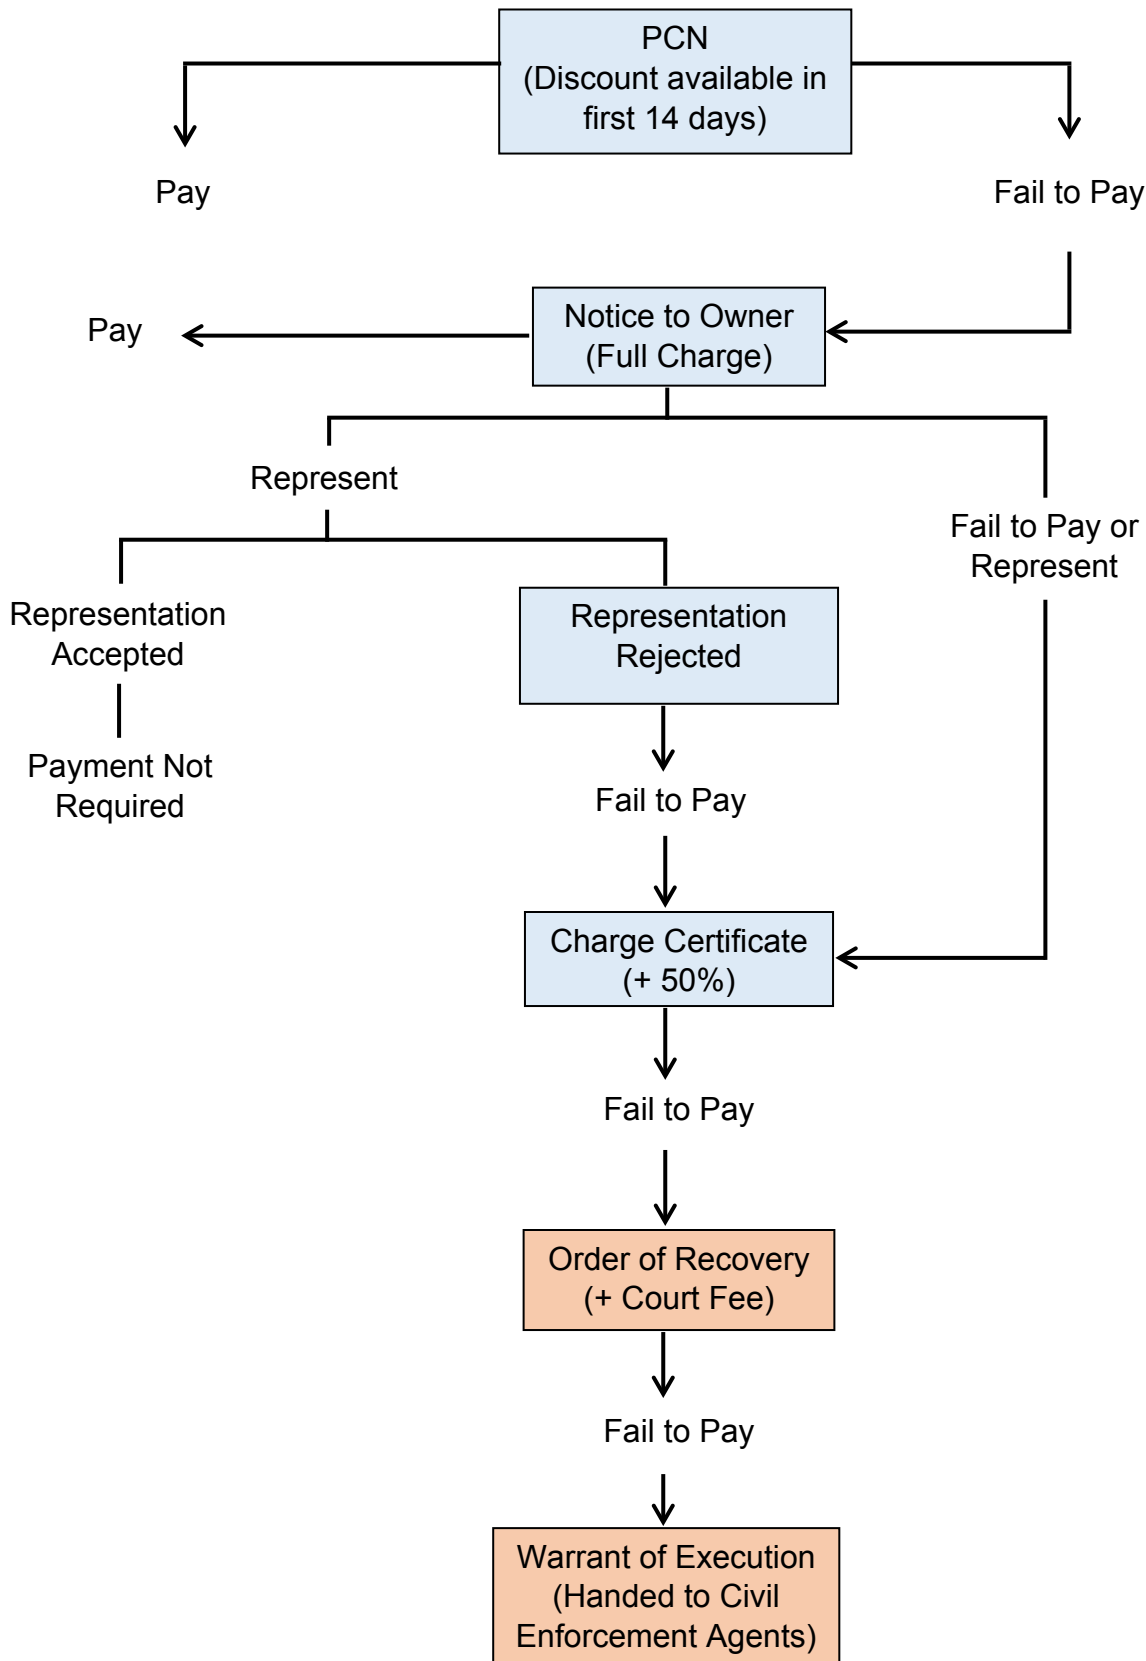 PCN
(Discount available in
first 14 days)
Pay
Fail to Pay
Notice to Owner
(Full Charge)
Pay
Represent
Fail to Pay or
Represent
Representation
Accepted
Representation
Rejected
Payment Not
Required
Fail to Pay
Charge Certificate
(+ 50%)
Fail to Pay
Order of Recovery
(+ Court Fee)
Fail to Pay
Warrant of Execution
(Handed to Civil
Enforcement Agents)